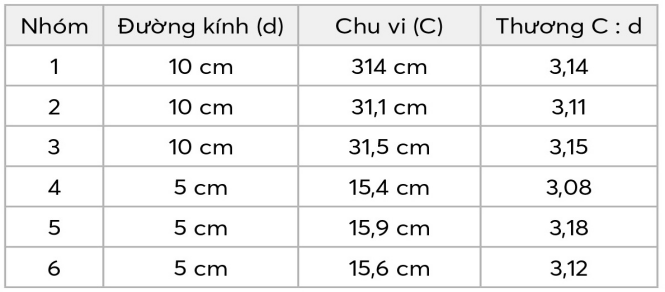 Nhóm Đường kính (d) Chu vi (C) Thương C : d
1 10 cm 314 cm 3,14
2 10 cm 31,1 cm 3,11
3 10 cm 31,5 cm 3,15
4 5 cm 15,4 cm 3,08
5 5 cm 15,9 cm 3,18
6 5 cm 15,6 cm 3,12